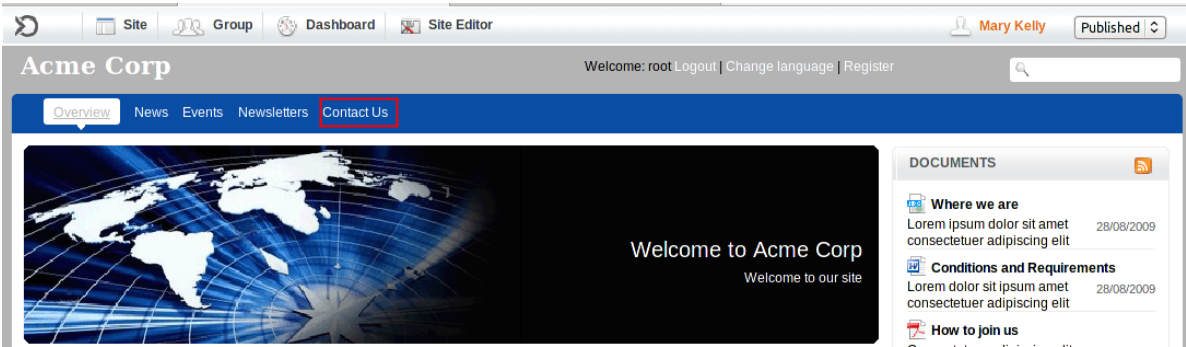 Site Group Dashboard Site Editor Mary Kelly Published
Acme Corp Welcome: root Logout | Change language | Register
Overview News Events Newsletters Contact Us
Welcome to Acme Corp
Welcome to our site
DOCUMENTS
Where we are
Lorem ipsum dolor sit amet
consectetuer adipiscing elit
28/08/2009
Conditions and Requirements
Lorem dolor sit ipsum amet
consectetuer adipiscing elit
28/08/2009
How to join us